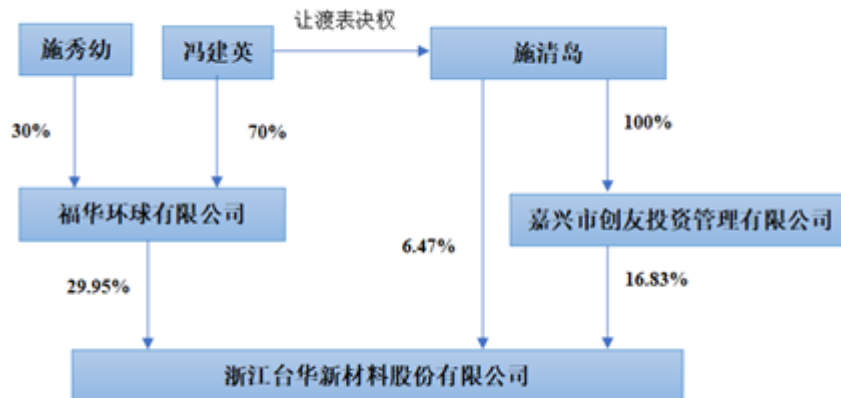 让渡表决权
施秀幼
冯建英
施清岛
30%
70%
100%
福华环球有限公司
嘉兴市创友投资管理有限公司
29.95%
6.47%
16.83%
浙江台华新材料股份有限公司